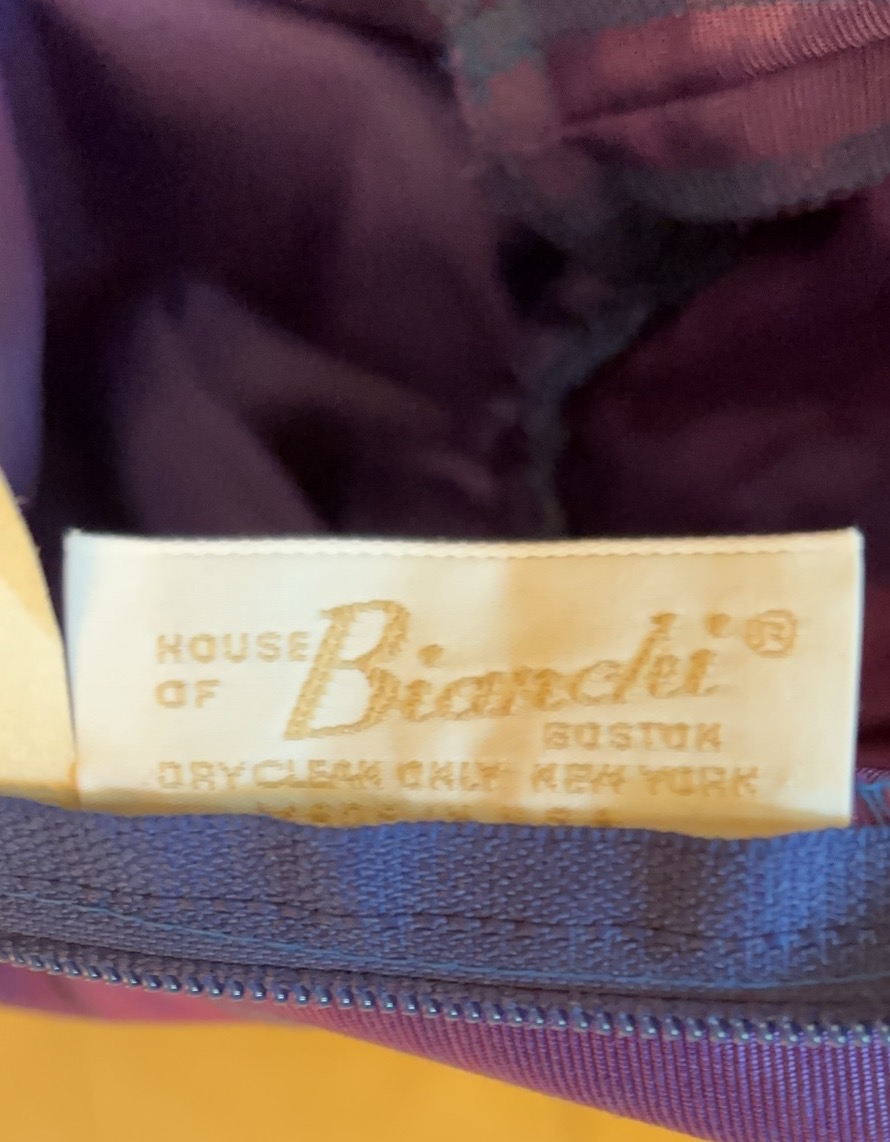 HOUSE
OF
Bianchi®
BOSTON
DRY CLEAN ONLY NEW YORK